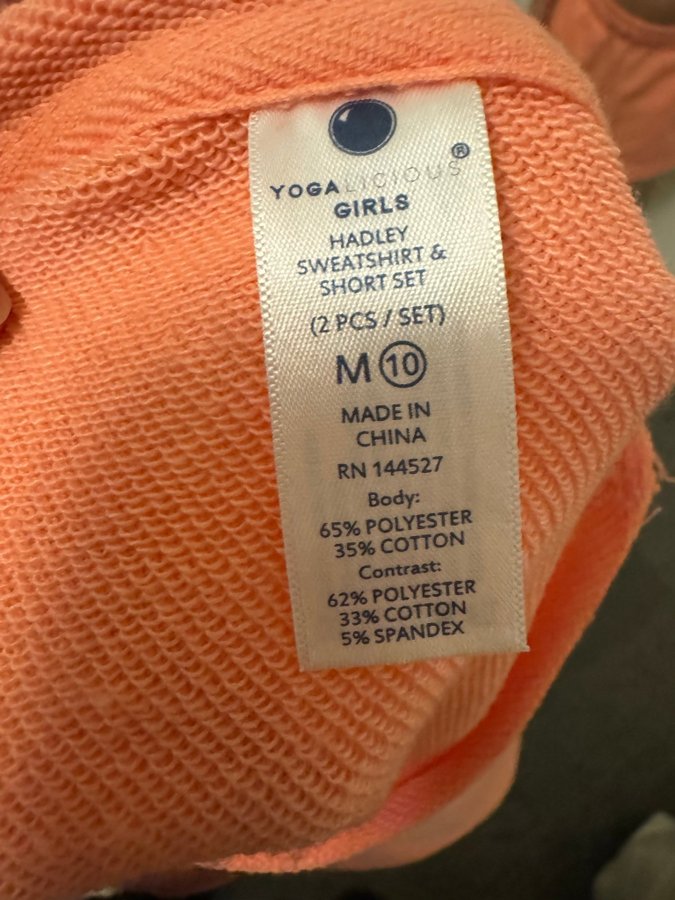 YOGALICIOUS®
GIRLS
HADLEY
SWEATSHIRT &
SHORT SET
(2 PCS / SET)
M 10
MADE IN
CHINA
RN 144527
Body:
65% POLYESTER
35% COTTON
Contrast:
62% POLYESTER
33% COTTON
5% SPANDEX